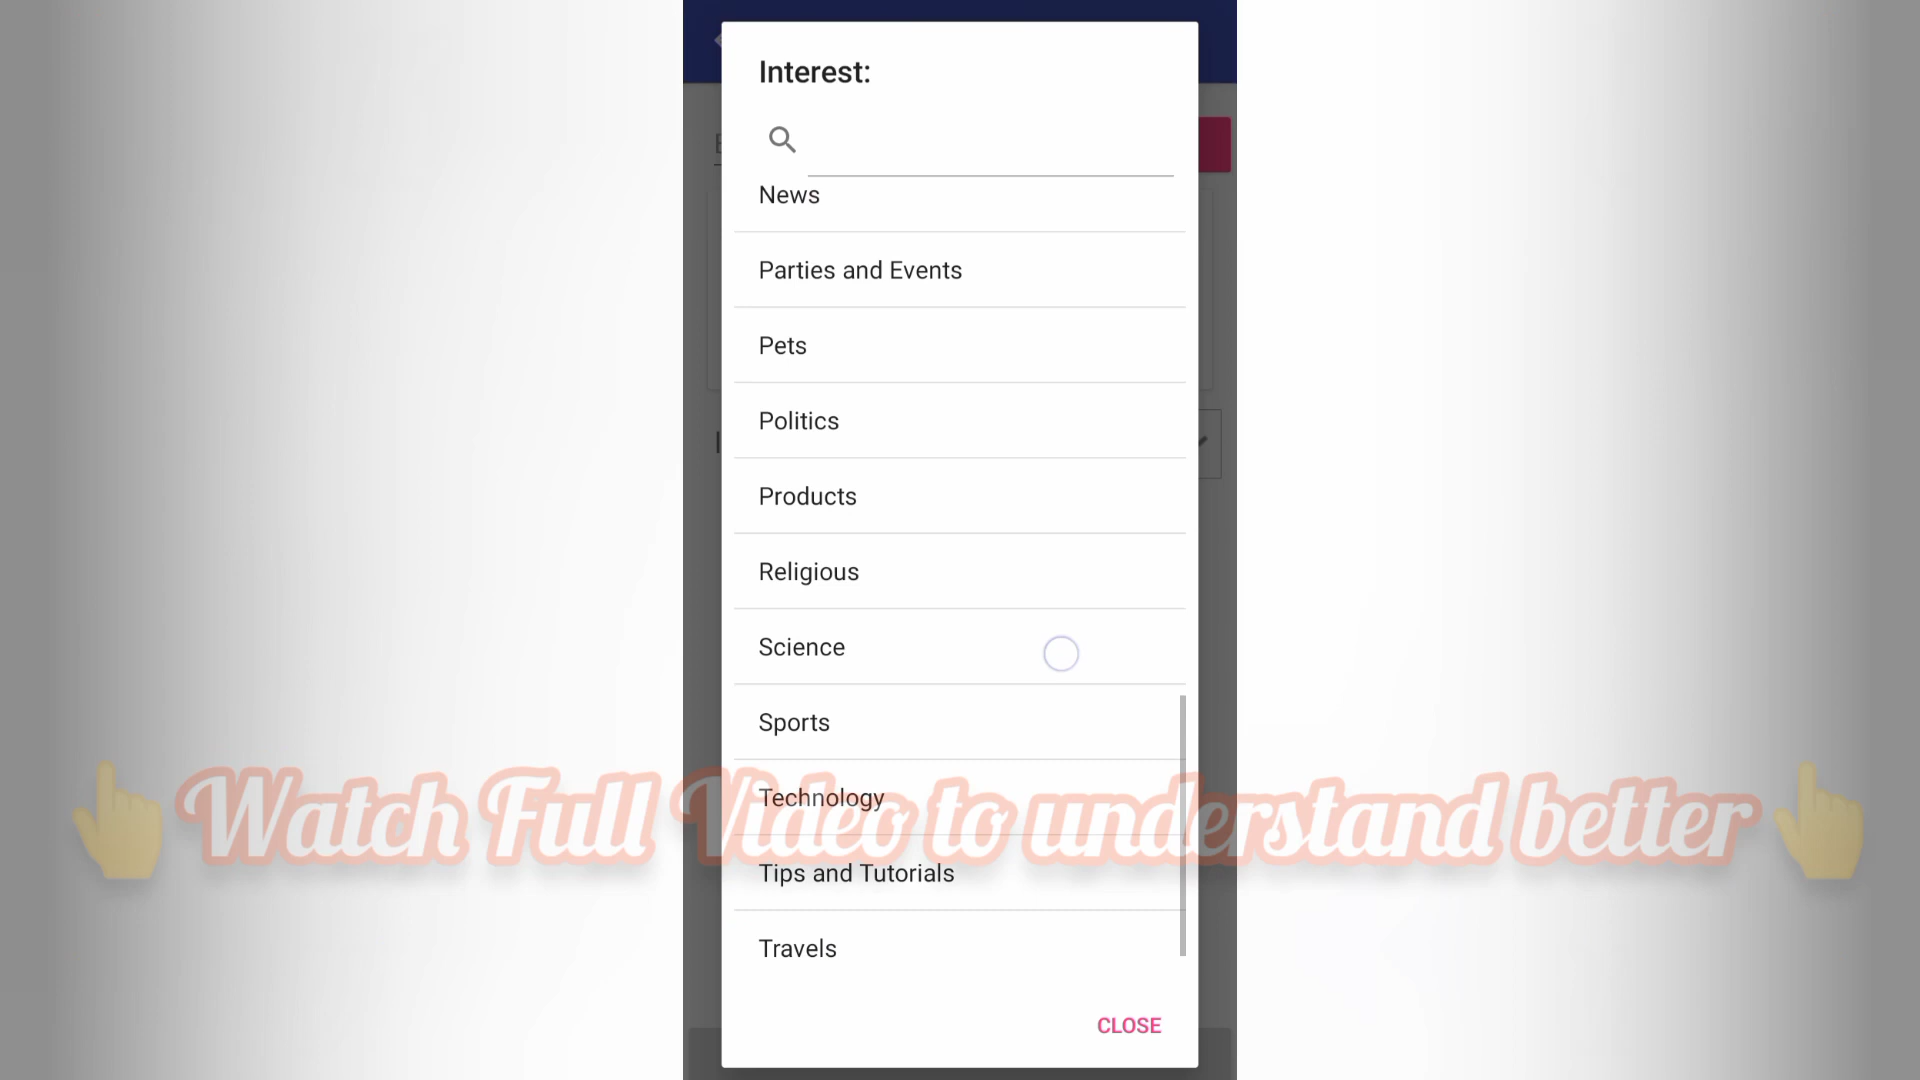 Interest:
News
Parties and Events
Pets
Politics
Products
Religious
Science
Sports
Technology
Watch Full Video to understand better
Tips and Tutorials
Travels
CLOSE